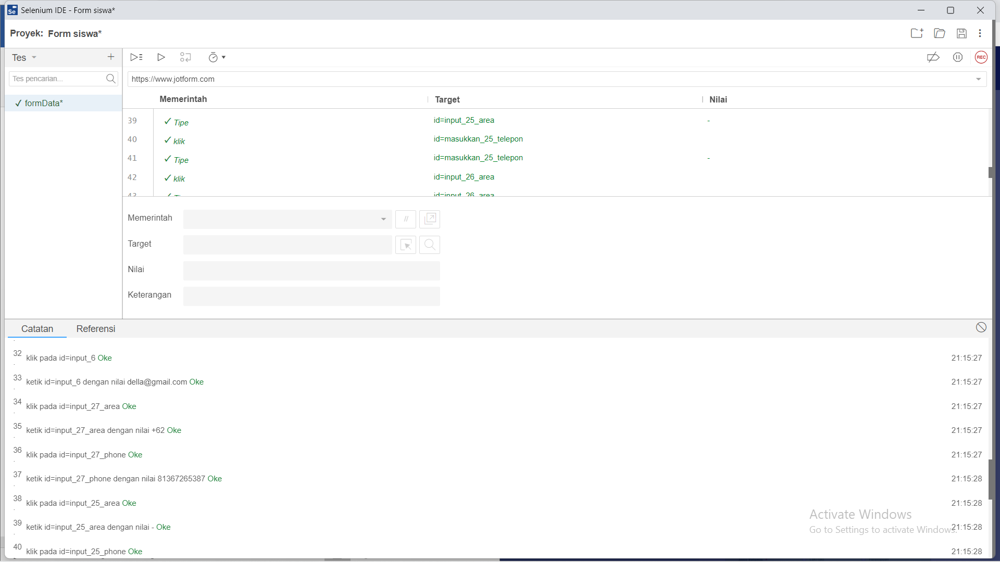 Selenium IDE - Form siswa*
Proyek: Form siswa*
Tes
Tes pencarian...
https://www.jotform.com
✓ formData*
Memerintah Target Nilai
39 ✓ Tipe id=input_25_area -
40 ✓ klik id=masukkan_25_telepon
41 ✓ Tipe id=masukkan_25_telepon -
42 ✓ klik id=input_26_area
43 id=input_26_area
Memerintah //
Target
Nilai
Keterangan
REC
Catatan Referensi
32. klik pada id=input_6 Oke 21:15:27
33. ketik id=input_6 dengan nilai della@gmail.com Oke 21:15:27
34. klik pada id=input_27_area Oke 21:15:27
35. ketik id=input_27_area dengan nilai +62 Oke 21:15:27
36. klik pada id=input_27_phone Oke 21:15:27
37. ketik id=input_27_phone dengan nilai 81367265387 Oke 21:15:28
38. klik pada id=input_25_area Oke 21:15:28
39. ketik id=input_25_area dengan nilai - Oke 21:15:28
40. klik pada id=input_25_phone Oke 21:15:28
Activate Windows
Go to Settings to activate Windows.